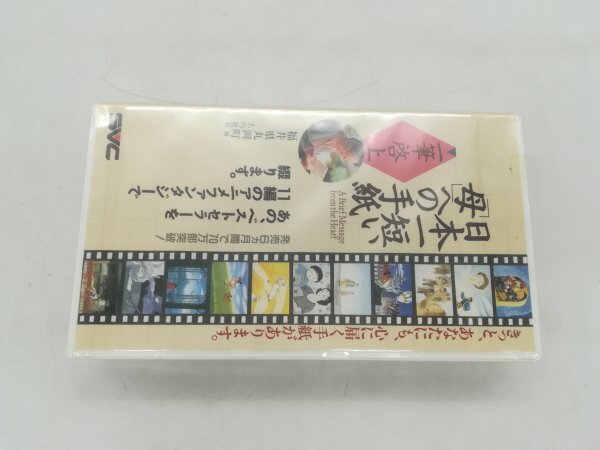 一筆啓上
日本一短い
「母」への手紙
A Brief Message
from the Heart
福井県丸岡町 編
発売6カ月間で70万部突破!
あの、ベストセラーを
11編のアニメファンタジーで
綴ります。
きっと、あなたにも、心に届く手紙があります。
SVC